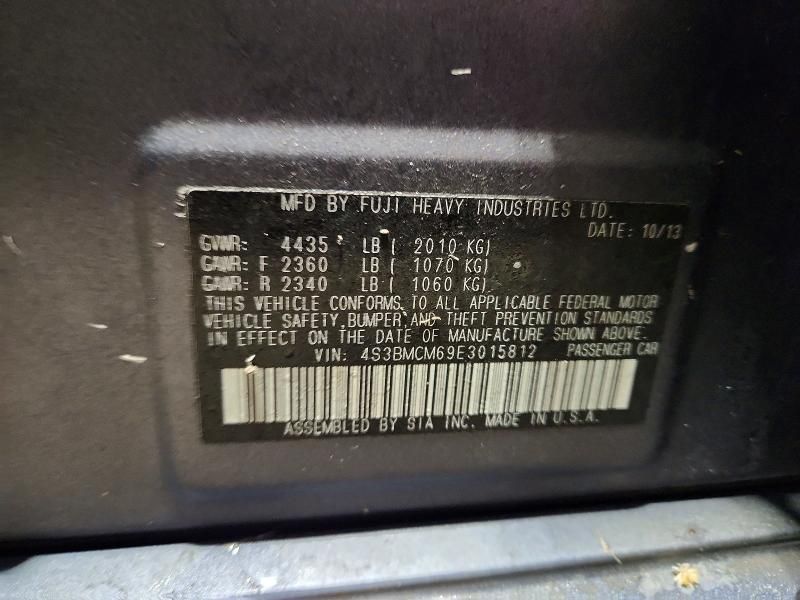 MFD BY FUJI HEAVY INDUSTRIES LTD.
DATE: 10/13
GVWR: 4435 LB ( 2010 KG)
GAWR: F 2360 LB ( 1070 KG)
GAWR: R 2340 LB ( 1060 KG)
THIS VEHICLE CONFORMS TO ALL APPLICABLE FEDERAL MOTOR
VEHICLE SAFETY, BUMPER, AND THEFT PREVENTION STANDARDS
IN EFFECT ON THE DATE OF MANUFACTURE SHOWN ABOVE.
VIN: 4S3BMCM69E3015812 PASSENGER CAR
ASSEMBLED BY SIA INC. MADE IN U.S.A.